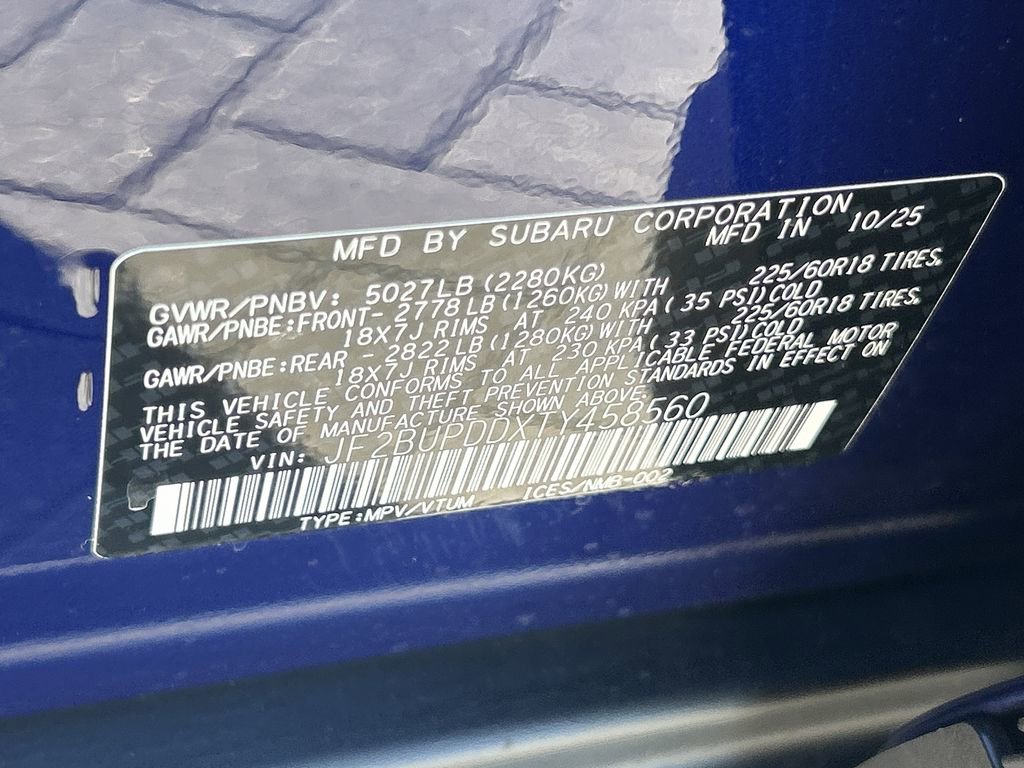 MFD BY SUBARU CORPORATION
MFD IN 10/25
GVWR/PNBV: 5027LB (2280KG)
GAWR/PNBE:FRONT- 2778LB (1260KG) WITH 225/60R18 TIRES,
18X7J RIMS AT 240 KPA ( 35 PSI) COLD
GAWR/PNBE:REAR - 2822LB (1280KG) WITH 225/60R18 TIRES,
18X7J RIMS AT 230 KPA ( 33 PSI) COLD
THIS VEHICLE CONFORMS TO ALL APPLICABLE FEDERAL MOTOR
VEHICLE SAFETY AND THEFT PREVENTION STANDARDS IN EFFECT ON
THE DATE OF MANUFACTURE SHOWN ABOVE.
VIN: JF2BUPDDXTY458560
TYPE:MPV/VTUM ICES/NMB-002